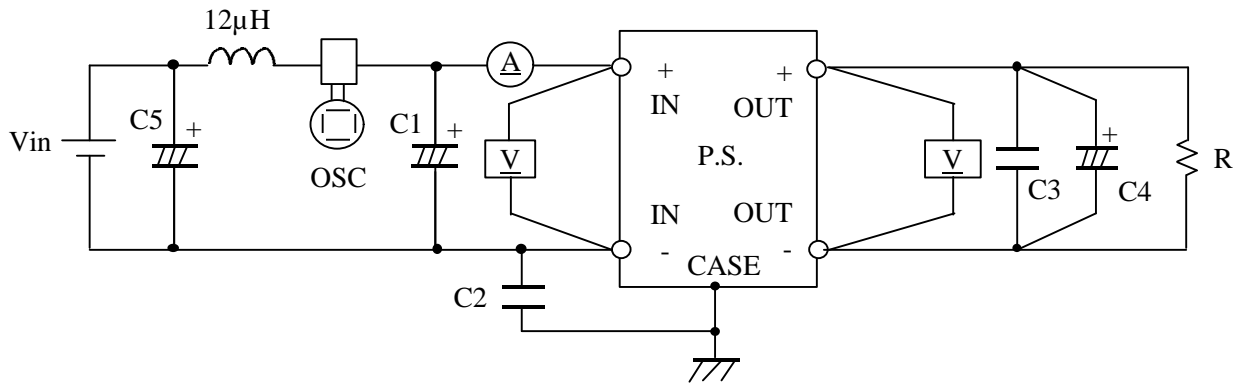 12µH
Vin
C5
+
OSC
C1
+
A
V
+
IN
+
OUT
P.S.
IN
-
OUT
-
CASE
C2
V
C3
+
C4
R